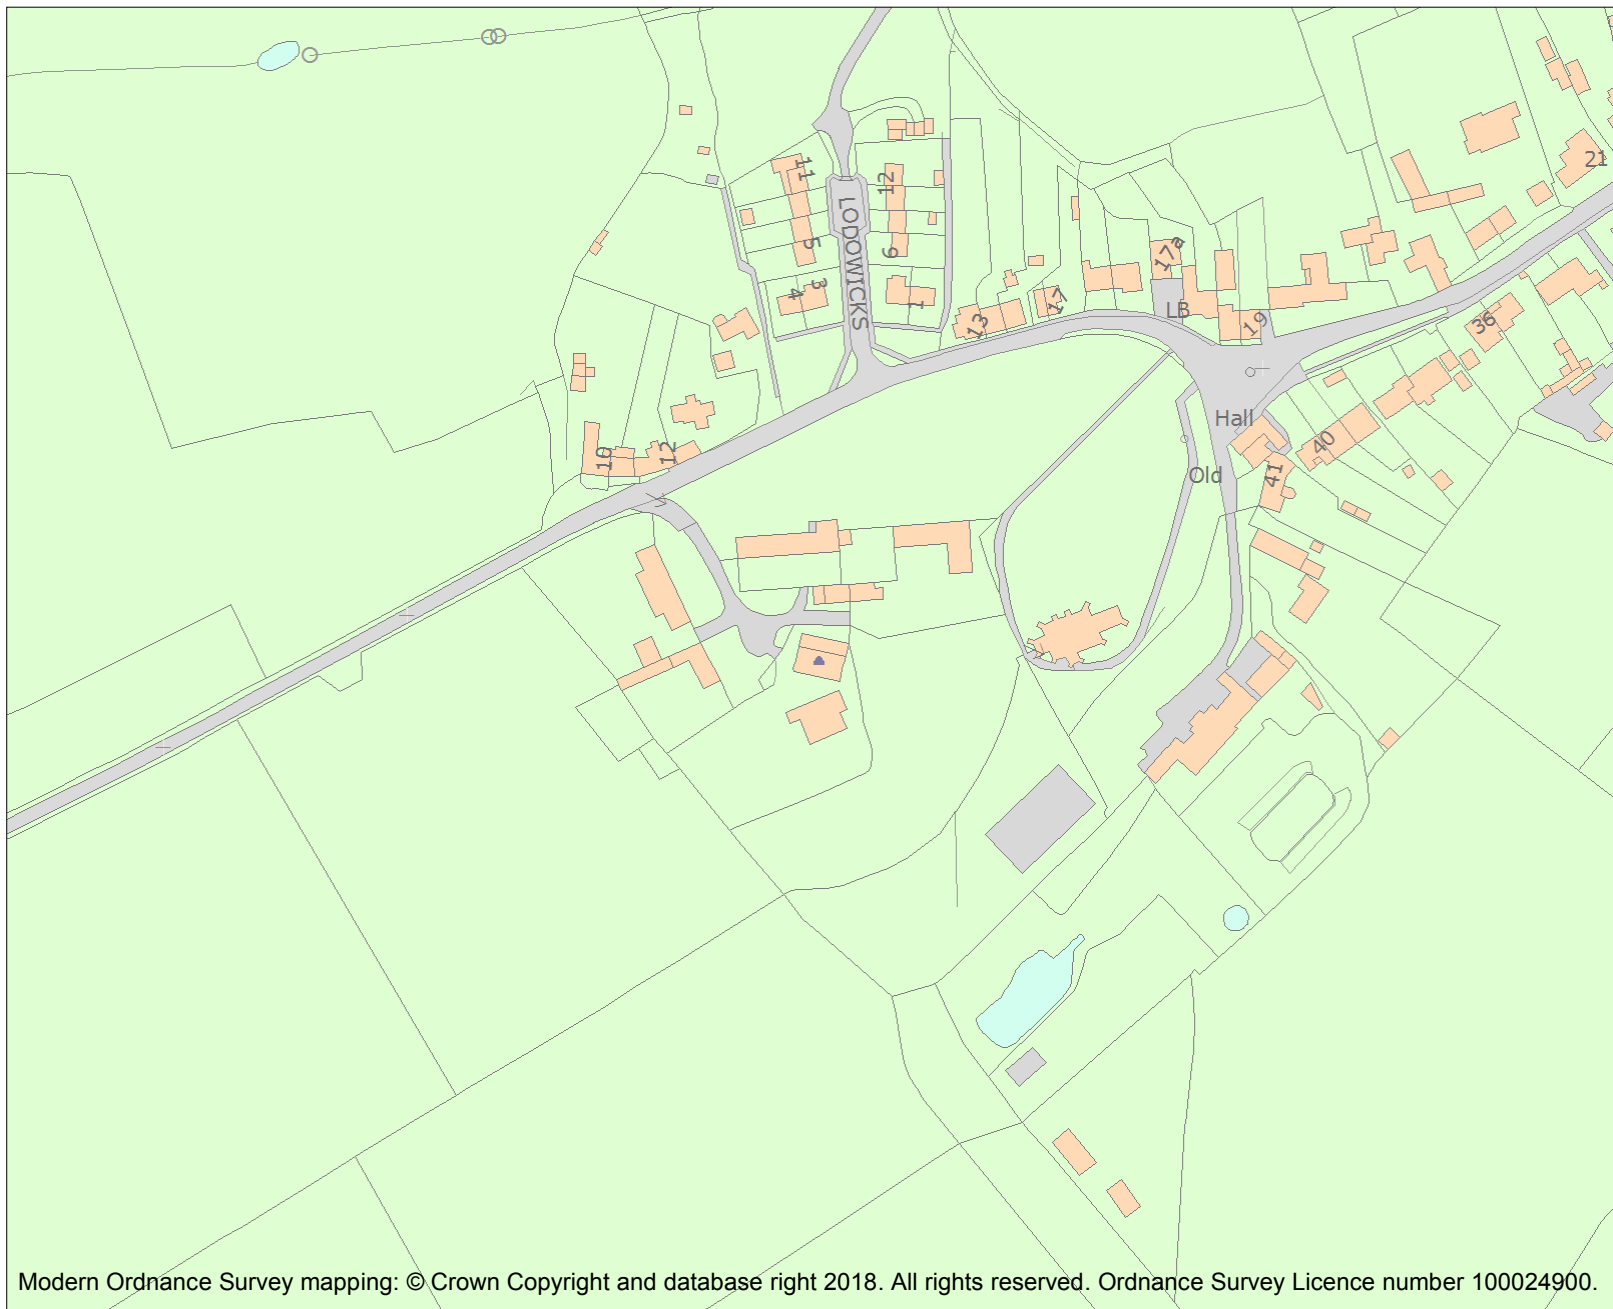 21
11
12
LODOWICKS
5
6
17a
3
4
1
17
LB
13
19
36
Hall
12
10
40
41
Old
Modern Ordnance Survey mapping: © Crown Copyright and database right 2018. All rights reserved. Ordnance Survey Licence number 100024900.